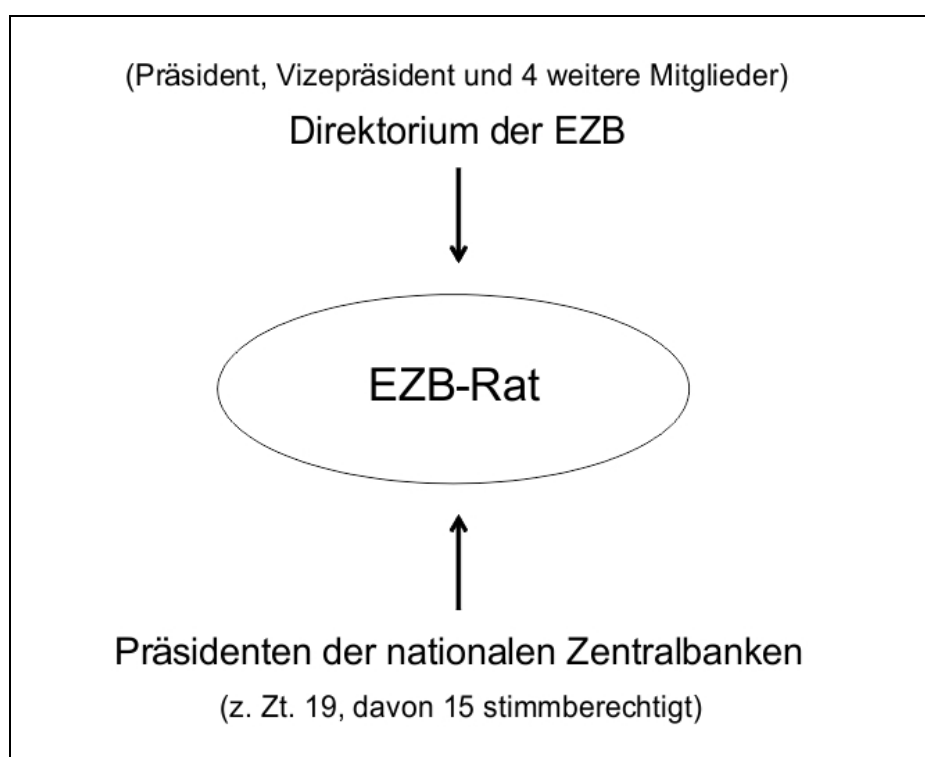 (Präsident, Vizepräsident und 4 weitere Mitglieder)
Direktorium der EZB
EZB-Rat
Präsidenten der nationalen Zentralbanken
(z. Zt. 19, davon 15 stimmberechtigt)